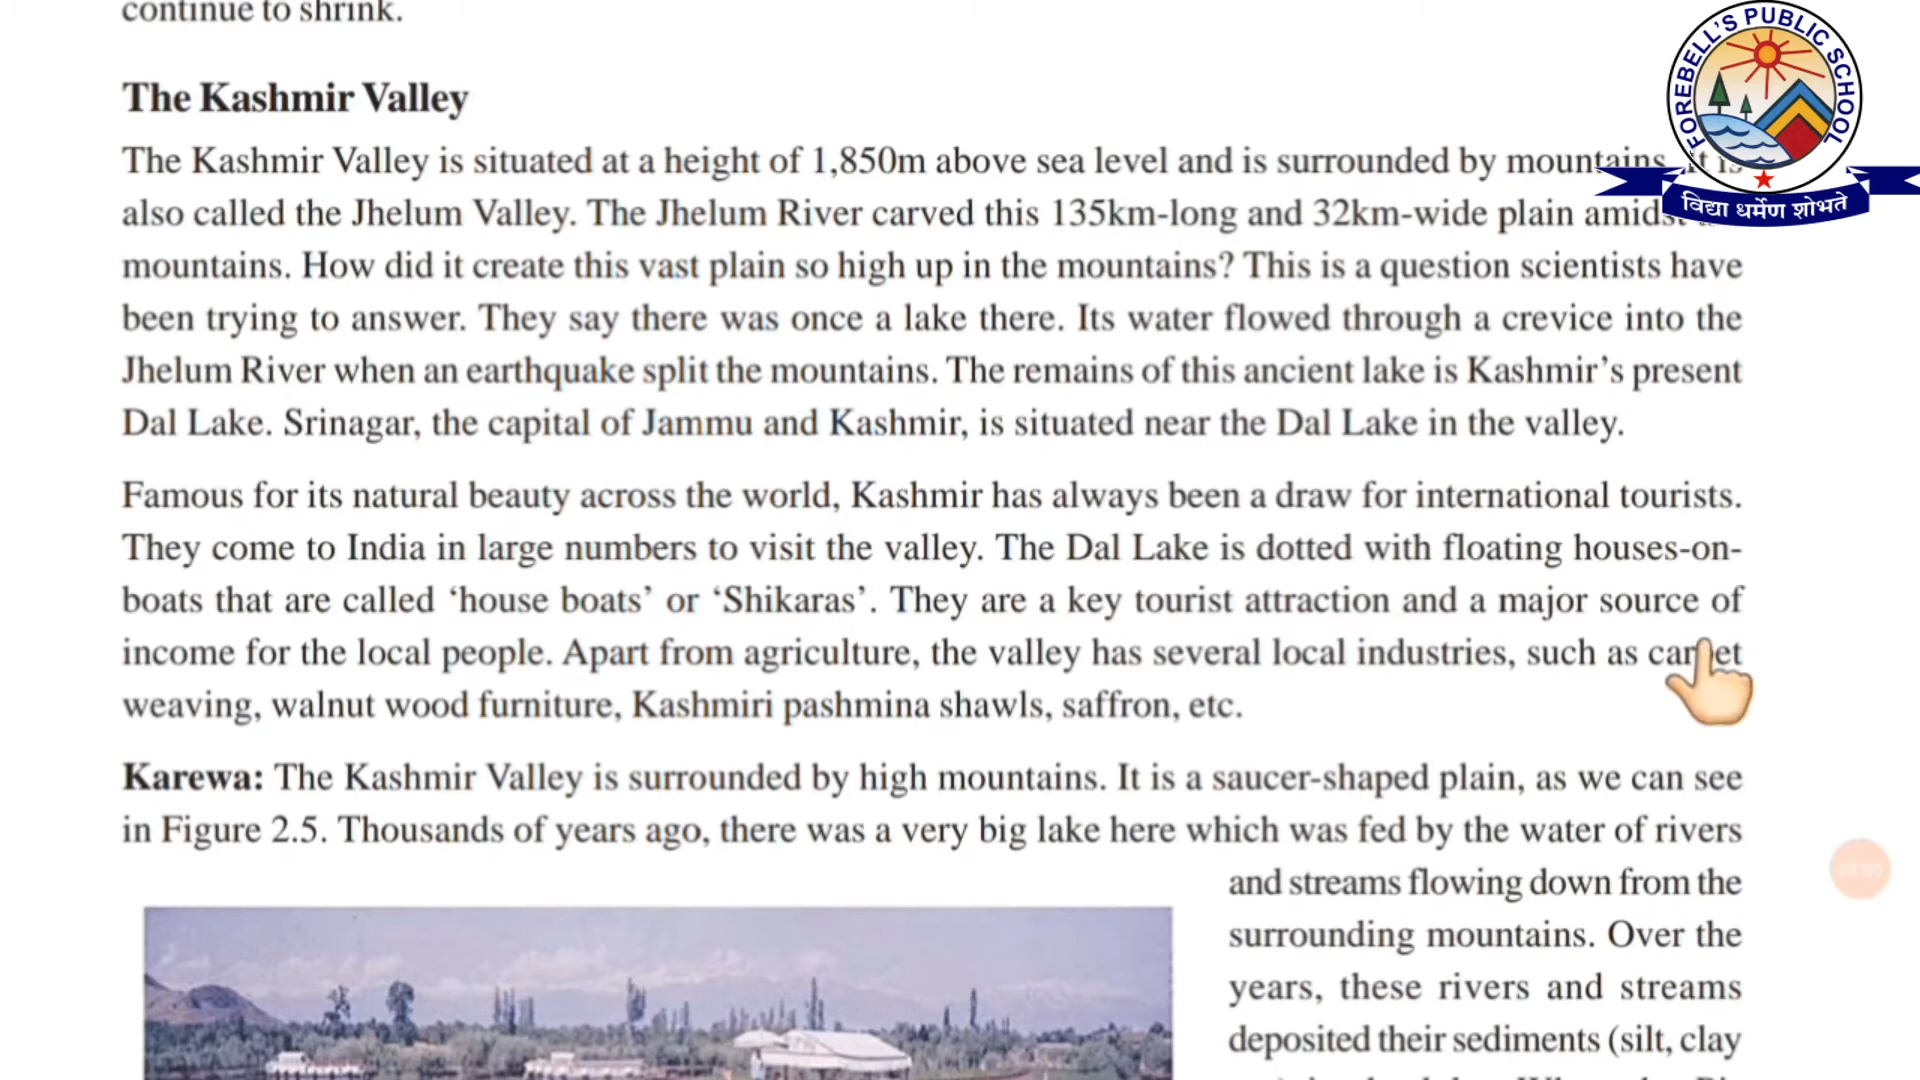 continue to shrink.
FOREBELL'S PUBLIC SCHOOL
The Kashmir Valley
The Kashmir Valley is situated at a height of 1,850m above sea level and is surrounded by mountains. It is
विद्या धर्मेण शोभते
also called the Jhelum Valley. The Jhelum River carved this 135km-long and 32km-wide plain amidst
mountains. How did it create this vast plain so high up in the mountains? This is a question scientists have
been trying to answer. They say there was once a lake there. Its water flowed through a crevice into the
Jhelum River when an earthquake split the mountains. The remains of this ancient lake is Kashmir's present
Dal Lake. Srinagar, the capital of Jammu and Kashmir, is situated near the Dal Lake in the valley.
Famous for its natural beauty across the world, Kashmir has always been a draw for international tourists.
They come to India in large numbers to visit the valley. The Dal Lake is dotted with floating houses-on-
boats that are called ‘house boats’ or ‘Shikaras’. They are a key tourist attraction and a major source of
income for the local people. Apart from agriculture, the valley has several local industries, such as carpet
weaving, walnut wood furniture, Kashmiri pashmina shawls, saffron, etc.
Karewa: The Kashmir Valley is surrounded by high mountains. It is a saucer-shaped plain, as we can see
in Figure 2.5. Thousands of years ago, there was a very big lake here which was fed by the water of rivers
and streams flowing down from the
surrounding mountains. Over the
years, these rivers and streams
deposited their sediments (silt, clay